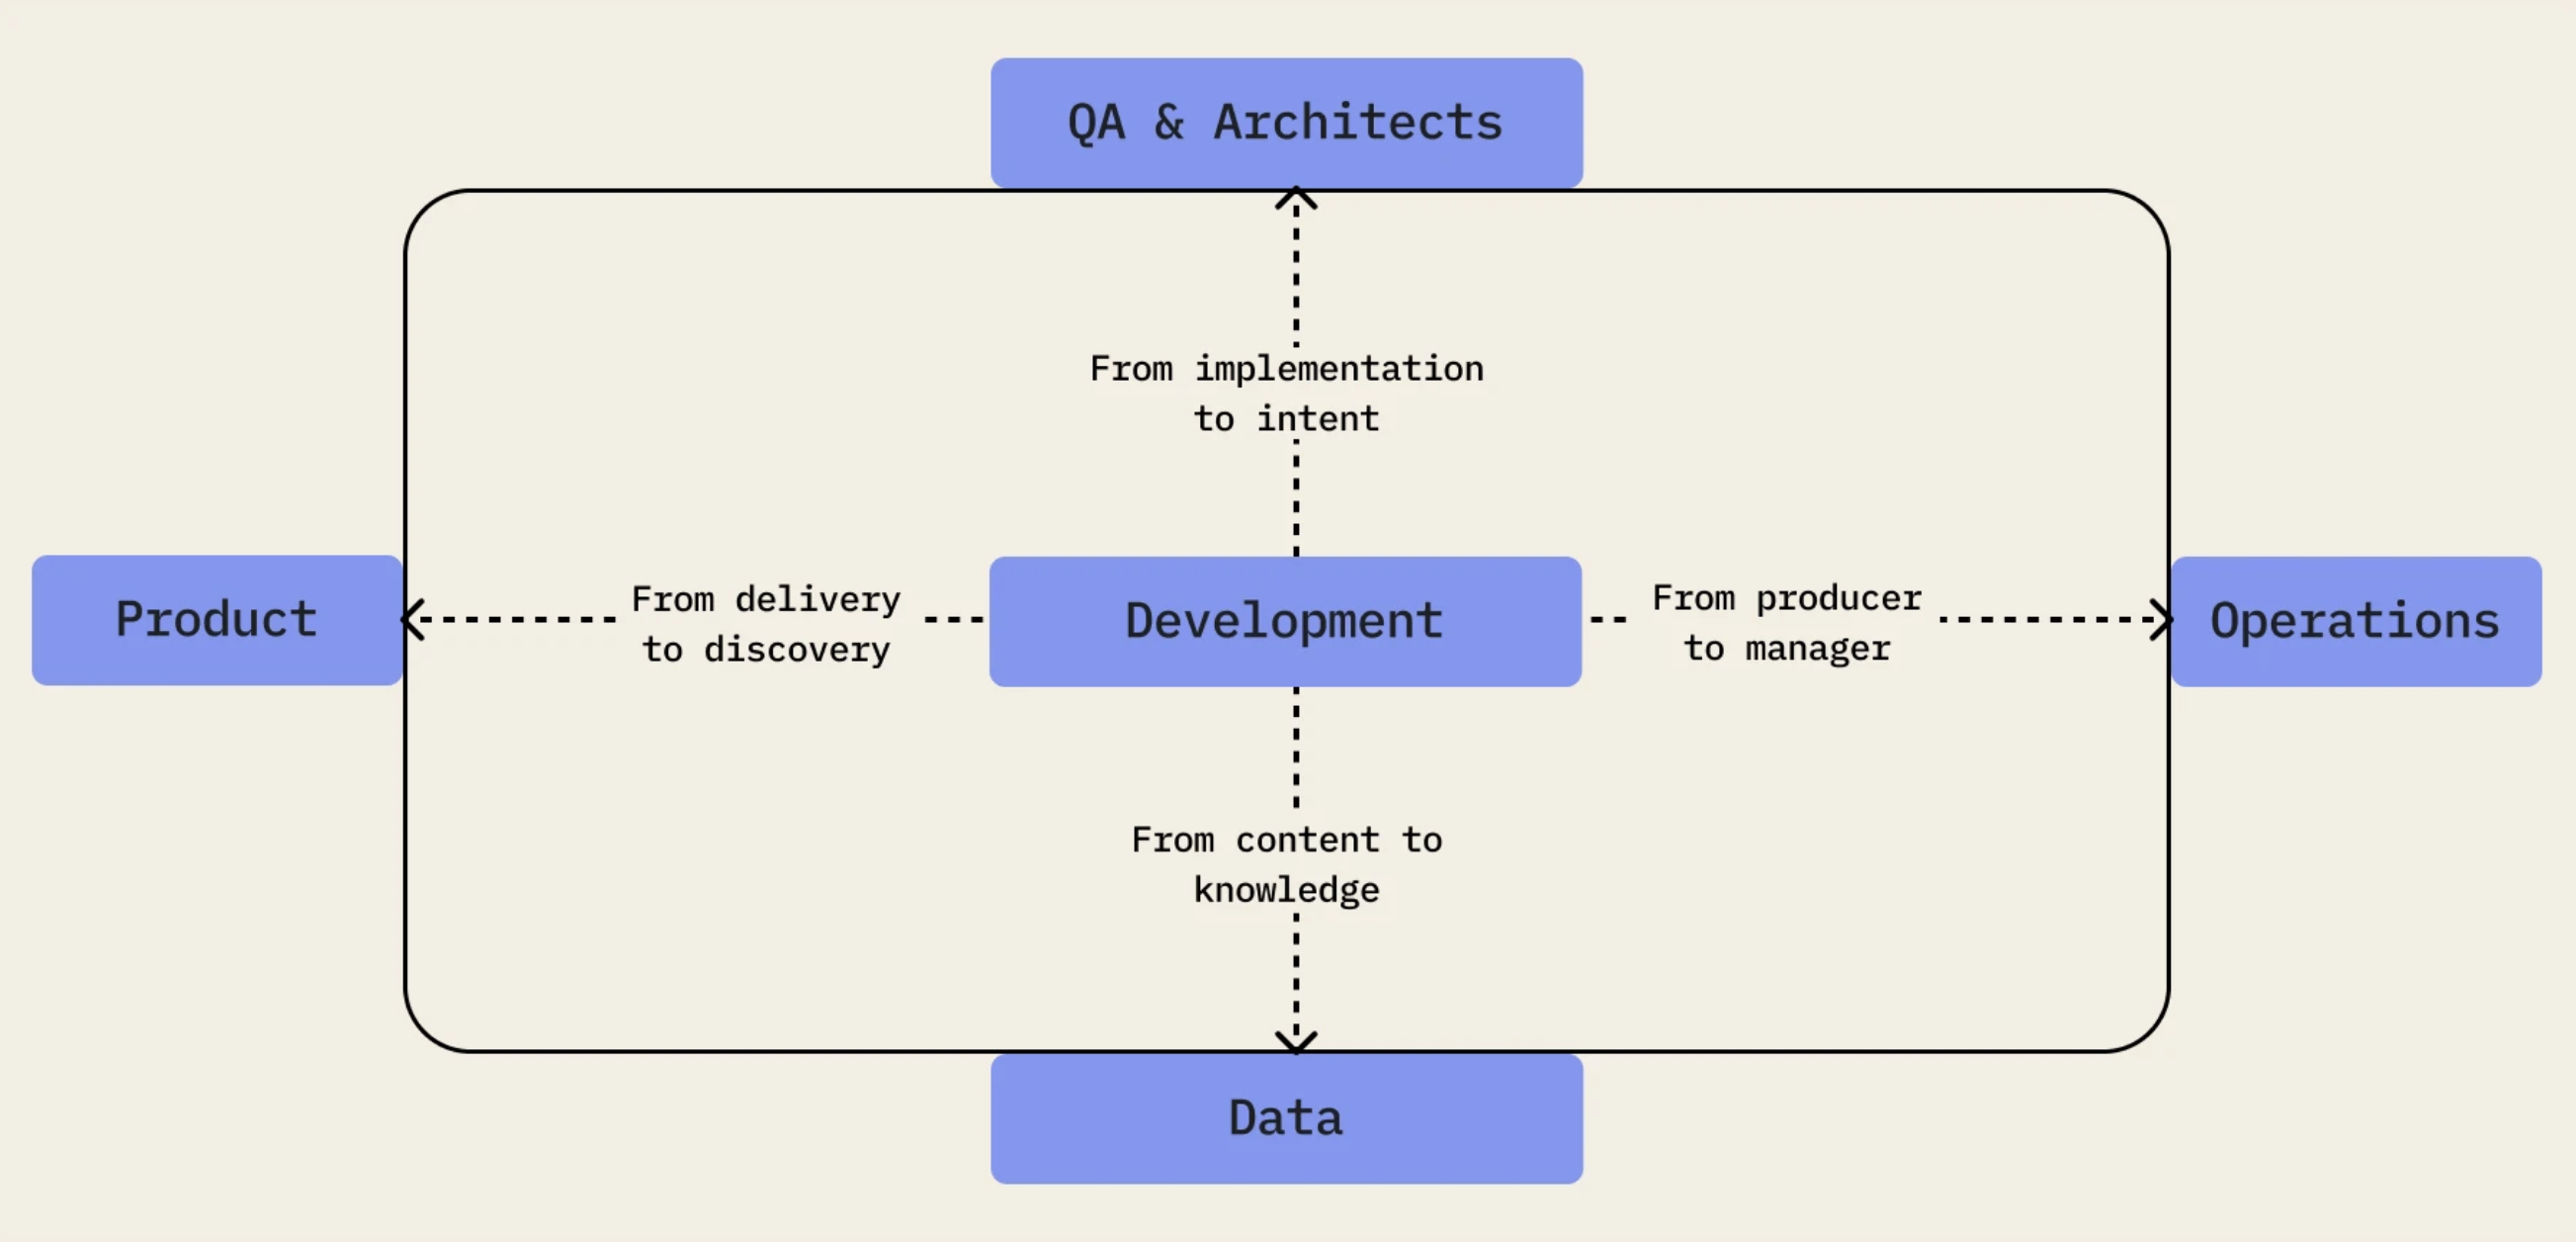 QA & Architects
From implementation
to intent
Product
From delivery
to discovery
Development
From producer
to manager
Operations
From content to
knowledge
Data